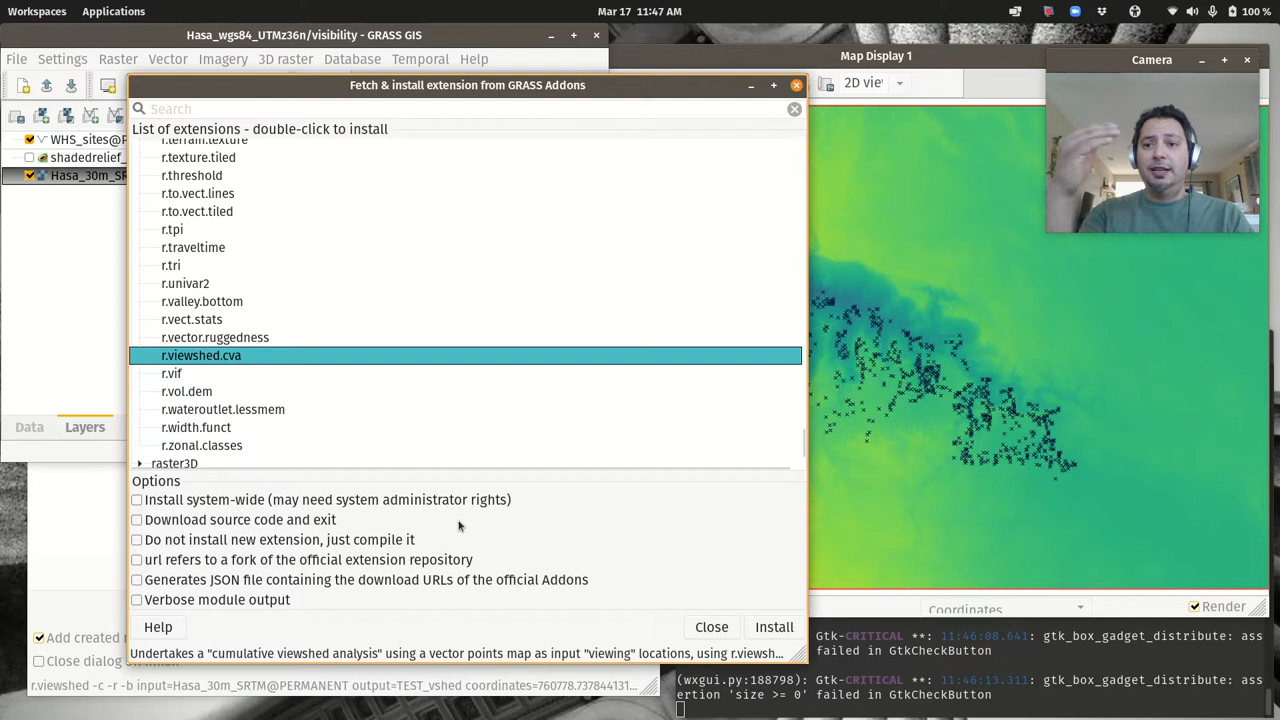 Workspaces
Applications
Mar 17 11:47 AM
100 %
Hasa_wgs84_UTMz36n/visibility - GRASS GIS
File Settings Raster Vector Imagery 3D raster Database Temporal Help
WHS_sites@P
shadedrelief_
Hasa_30m_SR
Data
Layers
Fetch & install extension from GRASS Addons
Search
List of extensions - double-click to install
r.terrain.texture
r.texture.tiled
r.threshold
r.to.vect.lines
r.to.vect.tiled
r.tpi
r.traveltime
r.tri
r.univar2
r.valley.bottom
r.vect.stats
r.vector.ruggedness
r.viewshed.cva
r.vif
r.vol.dem
r.wateroutlet.lessmem
r.width.funct
r.zonal.classes
raster3D
Options
Install system-wide (may need system administrator rights)
Download source code and exit
Do not install new extension, just compile it
url refers to a fork of the official extension repository
Generates JSON file containing the download URLs of the official Addons
Verbose module output
Help
Close
Install
Undertakes a "cumulative viewshed analysis" using a vector points map as input "viewing" locations, using r.viewsh...
Add created
Close dialog
r.viewshed -c -r -b input=Hasa_30m_SRTM@PERMANENT output=TEST_vshed coordinates=760778.737844131...
Map Display 1
2D vie
Camera
Coordinates
Render
Gtk-CRITICAL **: 11:46:08.641: gtk_box_gadget_distribute: ass
failed in GtkCheckButton
(wxgui.py:188798): Gtk-CRITICAL **: 11:46:13.311: gtk_box_gadget_distribute: ass
ertion 'size >= 0' failed in GtkCheckButton